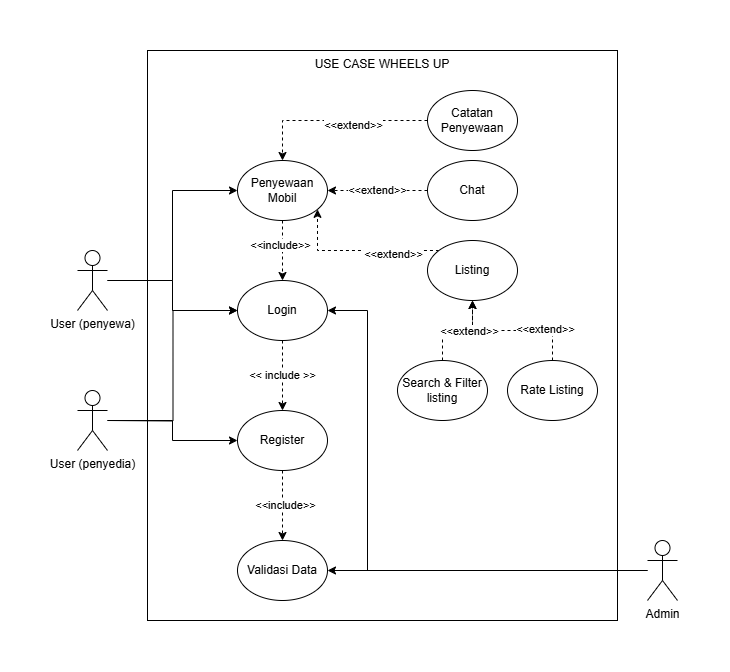 USE CASE WHEELS UP
Catatan
Penyewaan
<<extend>>
Penyewaan
Mobil
<<extend>>
Chat
<<include>>
<<extend>>
Listing
Login
User (penyewa)
<<extend>>
<<extend>>
<< include >>
Search & Filter
listing
Rate Listing
Register
User (penyedia)
<<include>>
Validasi Data
Admin